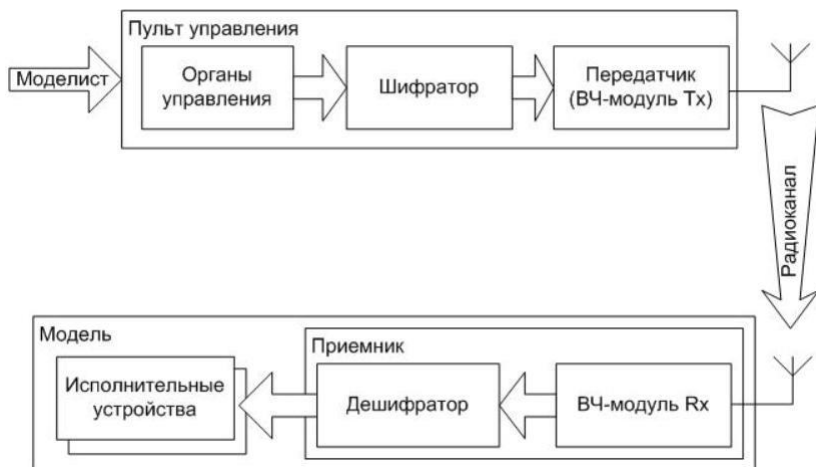 Пульт управления
Моделист
Органы
управления
Шифратор
Передатчик
(ВЧ-модуль Tx)
Радиоканал
Модель
Приемник
Исполнительные
устройства
Дешифратор
ВЧ-модуль Rx